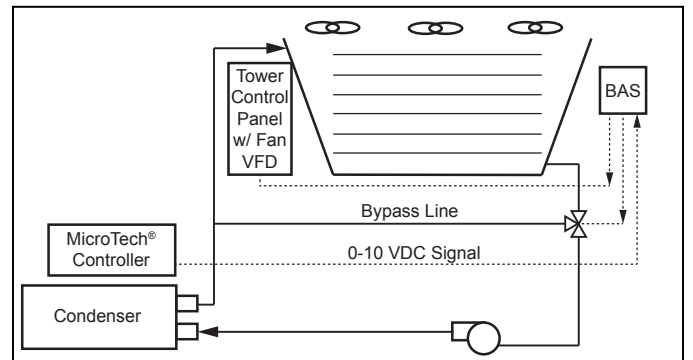 Tower
Control
Panel
w/ Fan
VFD
BAS
Bypass Line
MicroTech®
Controller
0-10 VDC Signal
Condenser